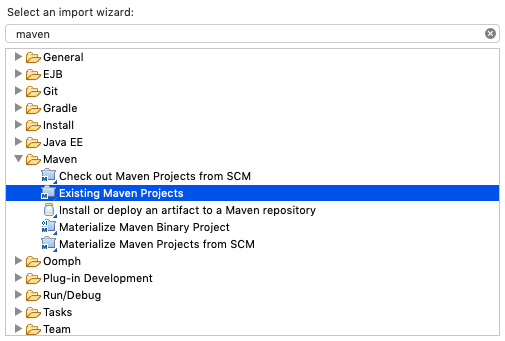 Select an import wizard:
maven
General
EJB
Git
Gradle
Install
Java EE
Maven
Check out Maven Projects from SCM
Existing Maven Projects
Install or deploy an artifact to a Maven repository
Materialize Maven Binary Project
Materialize Maven Projects from SCM
Oomph
Plug-in Development
Run/Debug
Tasks
Team